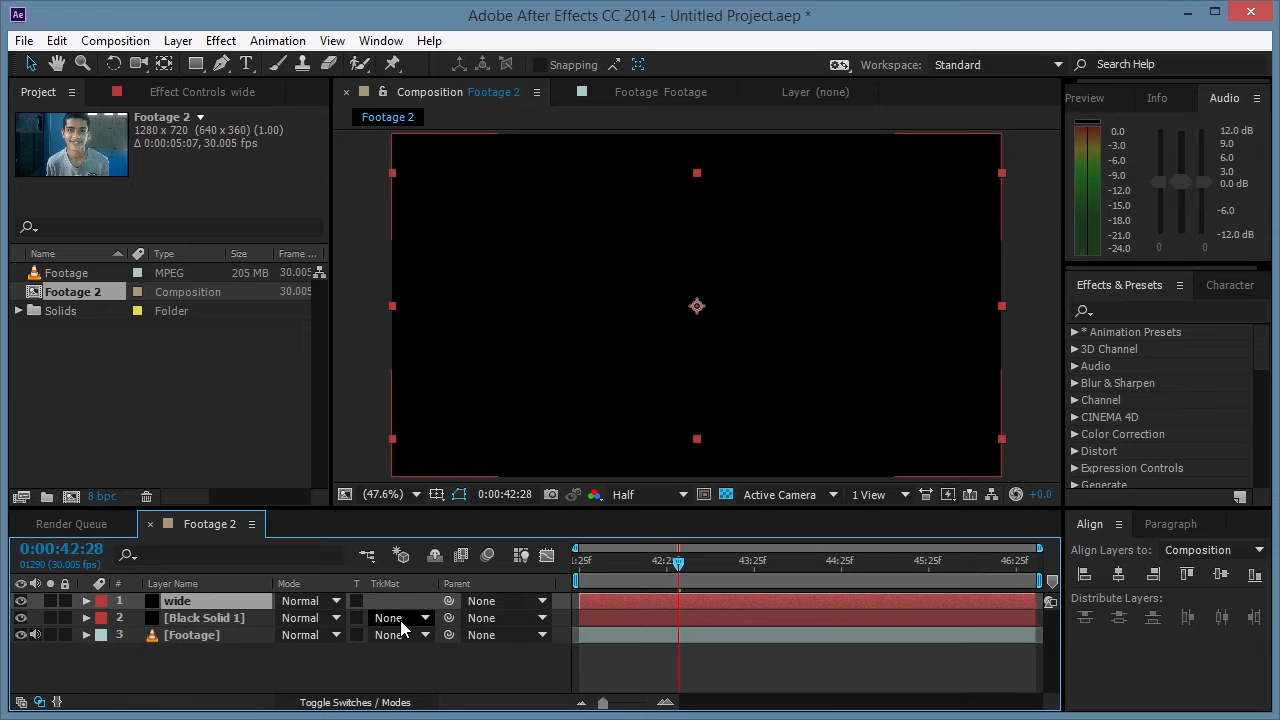 Ae
Adobe After Effects CC 2014 - Untitled Project.aep *
File Edit Composition Layer Effect Animation View Window Help
T Snapping Workspace: Standard Search Help
Project Effect Controls wide Composition Footage 2 Footage Footage Layer (none) Preview Info Audio
Footage 2
1280 x 720 (640 x 360) (1.00)
Δ 0:00:05:07, 30.005 fps
Footage 2
0.0 12.0 dB
-3.0 9.0
-6.0 6.0
-9.0 3.0
-12.0 0.0 dB
-15.0
-18.0 -6.0
-21.0
-24.0 0 0 -12.0 dB
Name Type Size Frame ...
Footage MPEG 205 MB 30.005
Footage 2 Composition 30.005
Solids Folder
Effects & Presets Character
* Animation Presets
3D Channel
Audio
Blur & Sharpen
Channel
CINEMA 4D
Color Correction
Distort
Expression Controls
Generate
8 bpc
(47.6%) 0:00:42:28 Half Active Camera 1 View +0.0
Render Queue Footage 2
0:00:42:28
01290 (30.005 fps)
1:25f 42:2 43:25f 44:25f 45:25f 46:25f
# Layer Name Mode T TrkMat Parent
1 wide Normal None
2 [Black Solid 1] Normal None None
3 [Footage] Normal None None
Toggle Switches / Modes
Align Paragraph
Align Layers to: Composition
Distribute Layers: